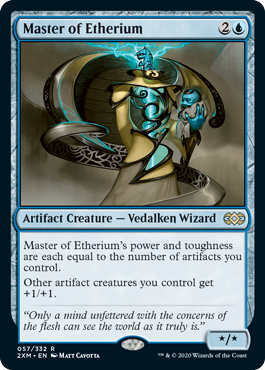 Master of Etherium 2
Artifact Creature — Vedalken Wizard
Master of Etherium's power and toughness
are each equal to the number of artifacts you
control.
Other artifact creatures you control get
+1/+1.
"Only a mind unfettered with the concerns of
the flesh can see the world as it truly is."
*/*
057/332 R
2XM • EN Matt Cavotta
™ & © 2020 Wizards of the Coast